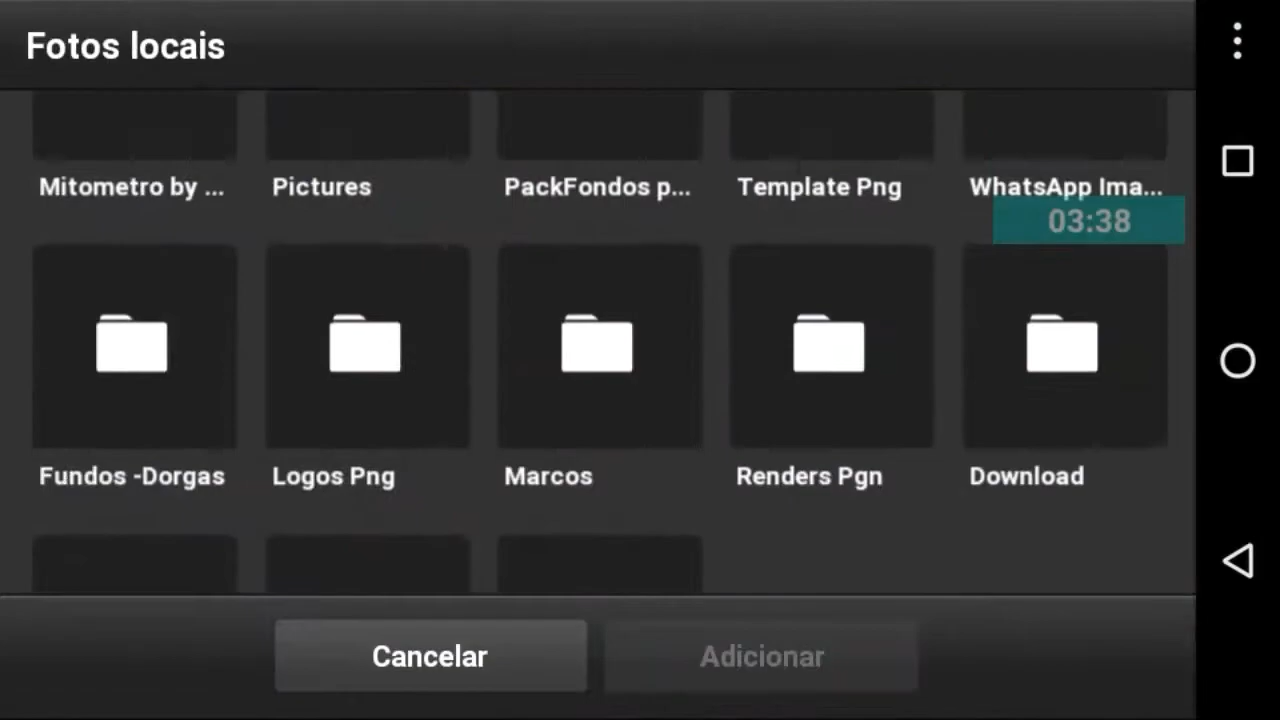 Fotos locais
Mitometro by ...
Pictures
PackFondos p...
Template Png
WhatsApp Ima...
03:38
Fundos -Dorgas
Logos Png
Marcos
Renders Pgn
Download
Cancelar
Adicionar